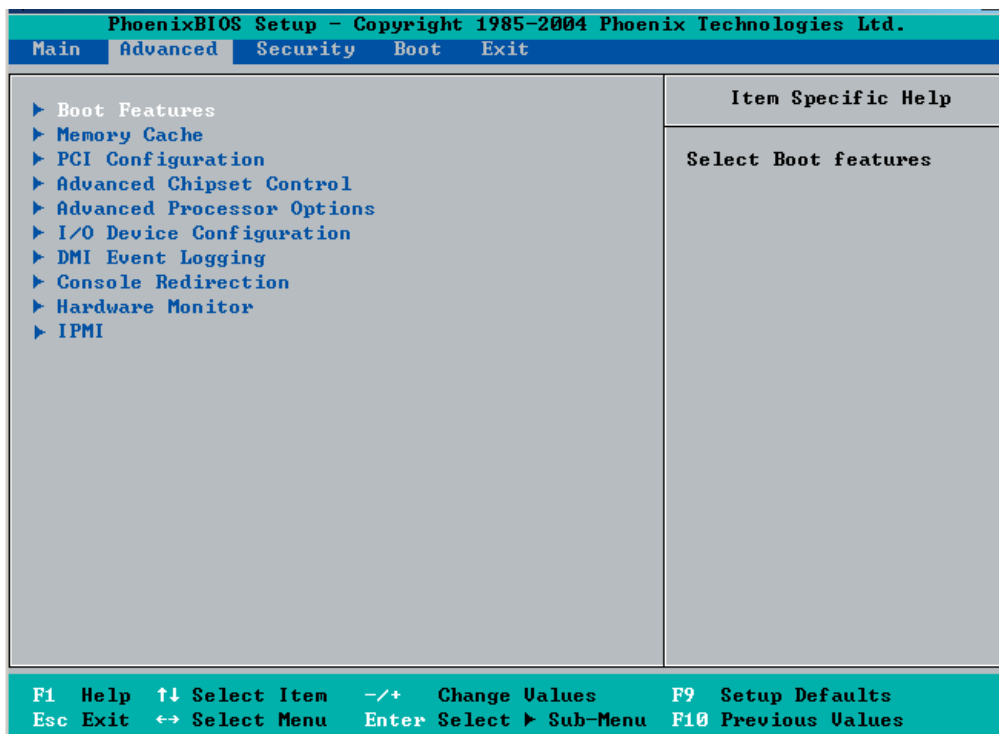 PhoenixBIOS Setup - Copyright 1985-2004 Phoenix Technologies Ltd.
Main Advanced Security Boot Exit
Boot Features
Memory Cache
PCI Configuration
Advanced Chipset Control
Advanced Processor Options
I/O Device Configuration
DMI Event Logging
Console Redirection
Hardware Monitor
IPMI
Item Specific Help
Select Boot features
F1 Help ↑↓ Select Item -/+ Change Values F9 Setup Defaults
Esc Exit ↔ Select Menu Enter Select ▶ Sub-Menu F10 Previous Values